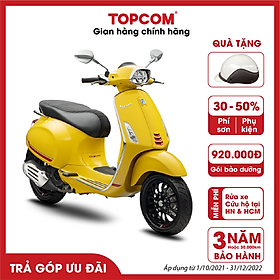 TOPCOM®
Gian hàng chính hãng
QUÀ TẶNG
30 - 50%
Phí sơn
Phụ kiện
920.000Đ
Gói bảo dưỡng
MIỄN PHÍ
Rửa xe
Cứu hộ tại
HN & HCM
3 NĂM
Hoặc 30.000km
BẢO HÀNH
TRẢ GÓP ƯU ĐÃI
Áp dụng từ 1/10/2021 - 31/12/2022